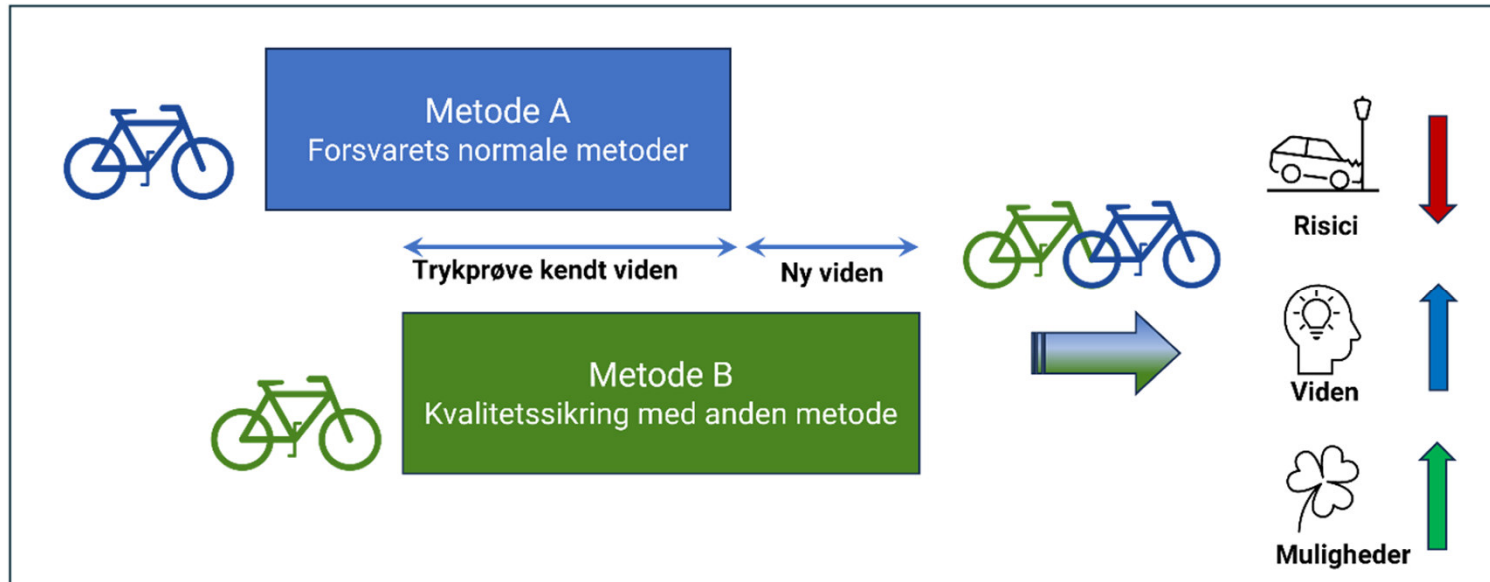 Metode A
Forsvarets normale metoder
Trykprøve kendt viden
Ny viden
Metode B
Kvalitetssikring med anden metode
Risici
Viden
Muligheder